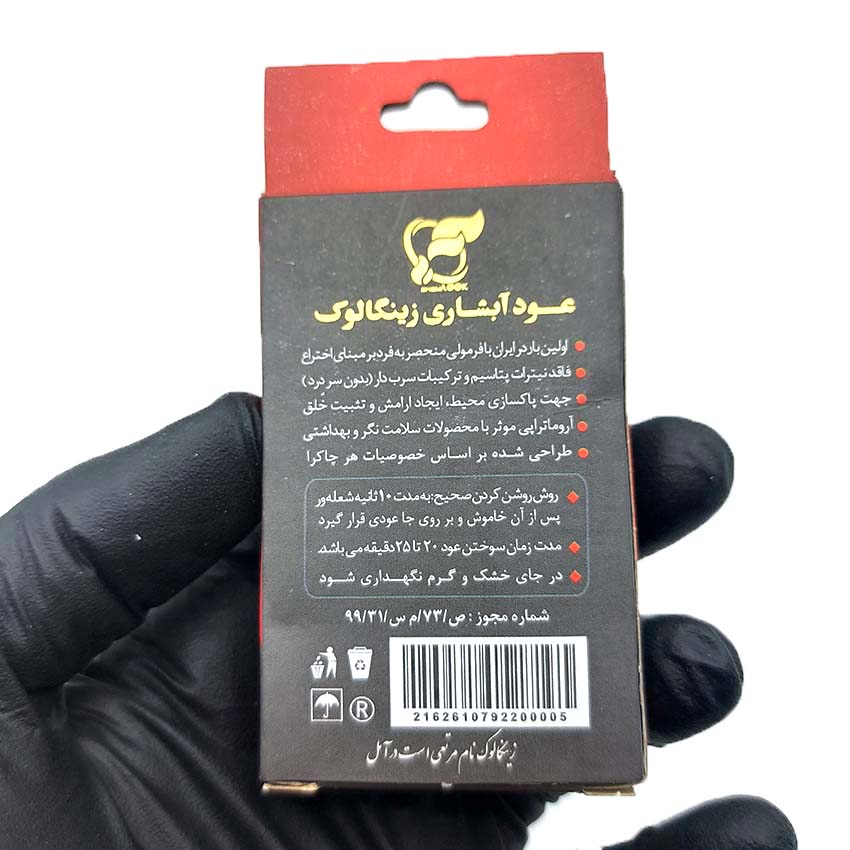 عود آبشاری زینگالوک
اولین بار در ایران با فرمولی منحصر به فرد بر مبنای اختراع
فاقد نیترات پتاسیم و ترکیبات سرب دار (بدون سر درد)
جهت پاکسازی محیط، ایجاد ارامش و تثبیت خُلق
آروماتراپی موثر با محصولات سلامت نگر و بهداشتی
طراحی شده بر اساس خصوصیات هر چاکرا
روش روشن کردن صحیح: به مدت ۱۰ ثانیه شعله ور
پس از آن خاموش و بر روی جا عودی قرار گیرد
مدت زمان سوختن عود ۲۰ تا ۲۵ دقیقه می باشد.
در جای خشک و گرم نگهداری شود
شماره مجوز : ص/۷۳/م س/۹۹/۳۱
2162610792200005
®
زینگالوک نام مرتعی است در آمل